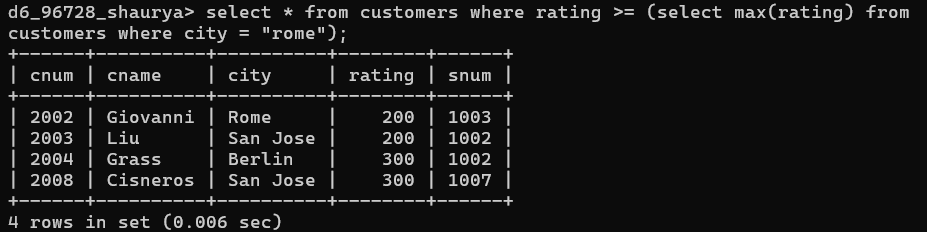 d6_96728_shaurya> select * from customers where rating >= (select max(rating) from
customers where city = "rome");
+------+----------+----------+--------+------+
| cnum | cname    | city     | rating | snum |
+------+----------+----------+--------+------+
| 2002 | Giovanni | Rome     |    200 | 1003 |
| 2003 | Liu      | San Jose |    200 | 1002 |
| 2004 | Grass    | Berlin   |    300 | 1002 |
| 2008 | Cisneros | San Jose |    300 | 1007 |
+------+----------+----------+--------+------+
4 rows in set (0.006 sec)